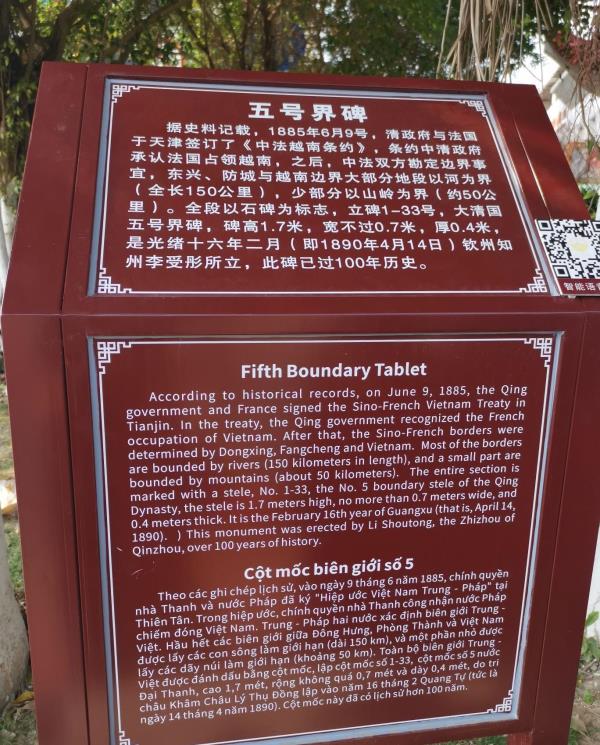 五号界碑
据史料记载，1885年6月9号，清政府与法国
于天津签订了《中法越南条约》，条约中清政府
承认法国占领越南，之后，中法双方勘定边界事
宜，东兴、防城与越南边界大部分地段以河为界
（全长150公里），少部分以山岭为界（约50公
里）。全段以石碑为标志，立碑1-33号，大清国
五号界碑，碑高1.7米，宽不过0.7米，厚0.4米，
是光绪十六年二月（即1890年4月14日）钦州知
州李受彤所立，此碑已过100年历史。
智能语音
Fifth Boundary Tablet
According to historical records, on June 9, 1885, the Qing
government and France signed the Sino-French Vietnam Treaty in
Tianjin. In the treaty, the Qing government recognized the French
occupation of Vietnam. After that, the Sino-French borders were
determined by Dongxing, Fangcheng and Vietnam. Most of the borders
are bounded by rivers (150 kilometers in length), and a small part are
bounded by mountains (about 50 kilometers). The entire section is
marked with a stele, No. 1-33, the No. 5 boundary stele of the Qing
Dynasty, the stele is 1.7 meters high, no more than 0.7 meters wide, and
0.4 meters thick. It is the February 16th year of Guangxu (that is, April 14,
1890). ) This monument was erected by Li Shoutong, the Zhizhou of
Qinzhou, over 100 years of history.
Cột mốc biên giới số 5
Theo các ghi chép lịch sử, vào ngày 9 tháng 6 năm 1885, chính quyền
nhà Thanh và nước Pháp đã ký "Hiệp ước Việt Nam Trung - Pháp" tại
Thiên Tân. Trong hiệp ước, chính quyền nhà Thanh công nhận nước Pháp
chiếm đóng Việt Nam. Trung - Pháp hai nước xác định biên giới Trung -
Việt. Hầu hết các biên giới giữa Đông Hưng, Phòng Thành và Việt Nam
được lấy các con sông làm giới hạn (dài 150 km), và một phần nhỏ được
lấy các dãy núi làm giới hạn (khoảng 50 km). Toàn bộ biên giới Trung -
Việt được đánh dấu bằng cột mốc, lập cột mốc số 1-33, cột mốc số 5 nước
Đại Thanh, cao 1,7 mét, rộng không quá 0,7 mét và dày 0,4 mét, do tri
châu Khâm Châu Lý Thụ Đồng lập vào năm 16 tháng 2 Quang Tự (tức là
ngày 14 tháng 4 năm 1890). Cột mốc này đã có lịch sử hơn 100 năm.